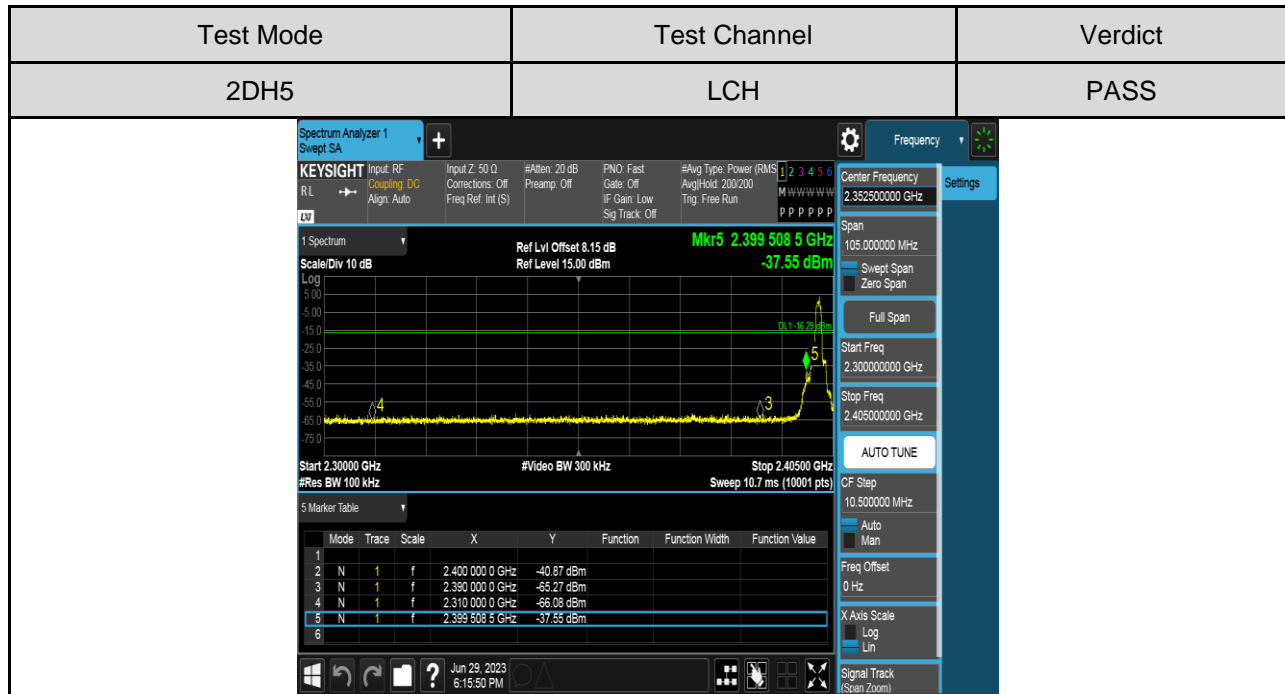 Test Mode Test Channel Verdict
2DH5 LCH PASS
Spectrum Analyzer 1
Swept SA
+
Frequency
KEYSIGHT Input: RF Input Z: 50 Ω #Atten: 20 dB PNO: Fast #Avg Type: Power (RMS 1 2 3 4 5 6
RL Coupling: DC Corrections: Off Preamp: Off Gate: Off Avg|Hold: 200/200 M W W W W W
Align: Auto Freq Ref: Int (S) IF Gain: Low Trig: Free Run
LXI Sig Track: Off P P P P P P
1 Spectrum Ref Lvl Offset 8.15 dB Mkr5 2.399 508 5 GHz
Scale/Div 10 dB Ref Level 15.00 dBm -37.55 dBm
Log
5.00
-5.00
-15.0 DL1 -16.29 dBm
-25.0 5
-35.0
-45.0
-55.0 4 3
-65.0
-75.0
Start 2.30000 GHz #Video BW 300 kHz Stop 2.40500 GHz
#Res BW 100 kHz Sweep 10.7 ms (10001 pts)
5 Marker Table
Mode Trace Scale X Y Function Function Width Function Value
1
2 N 1 f 2.400 000 0 GHz -40.87 dBm
3 N 1 f 2.390 000 0 GHz -65.27 dBm
4 N 1 f 2.310 000 0 GHz -66.08 dBm
5 N 1 f 2.399 508 5 GHz -37.55 dBm
6
? Jun 29, 2023
6:15:50 PM
Center Frequency
2.352500000 GHz
Settings
Span
105.000000 MHz
Swept Span
Zero Span
Full Span
Start Freq
2.300000000 GHz
Stop Freq
2.405000000 GHz
AUTO TUNE
CF Step
10.500000 MHz
Auto
Man
Freq Offset
0 Hz
X Axis Scale
Log
Lin
Signal Track
(Span Zoom)